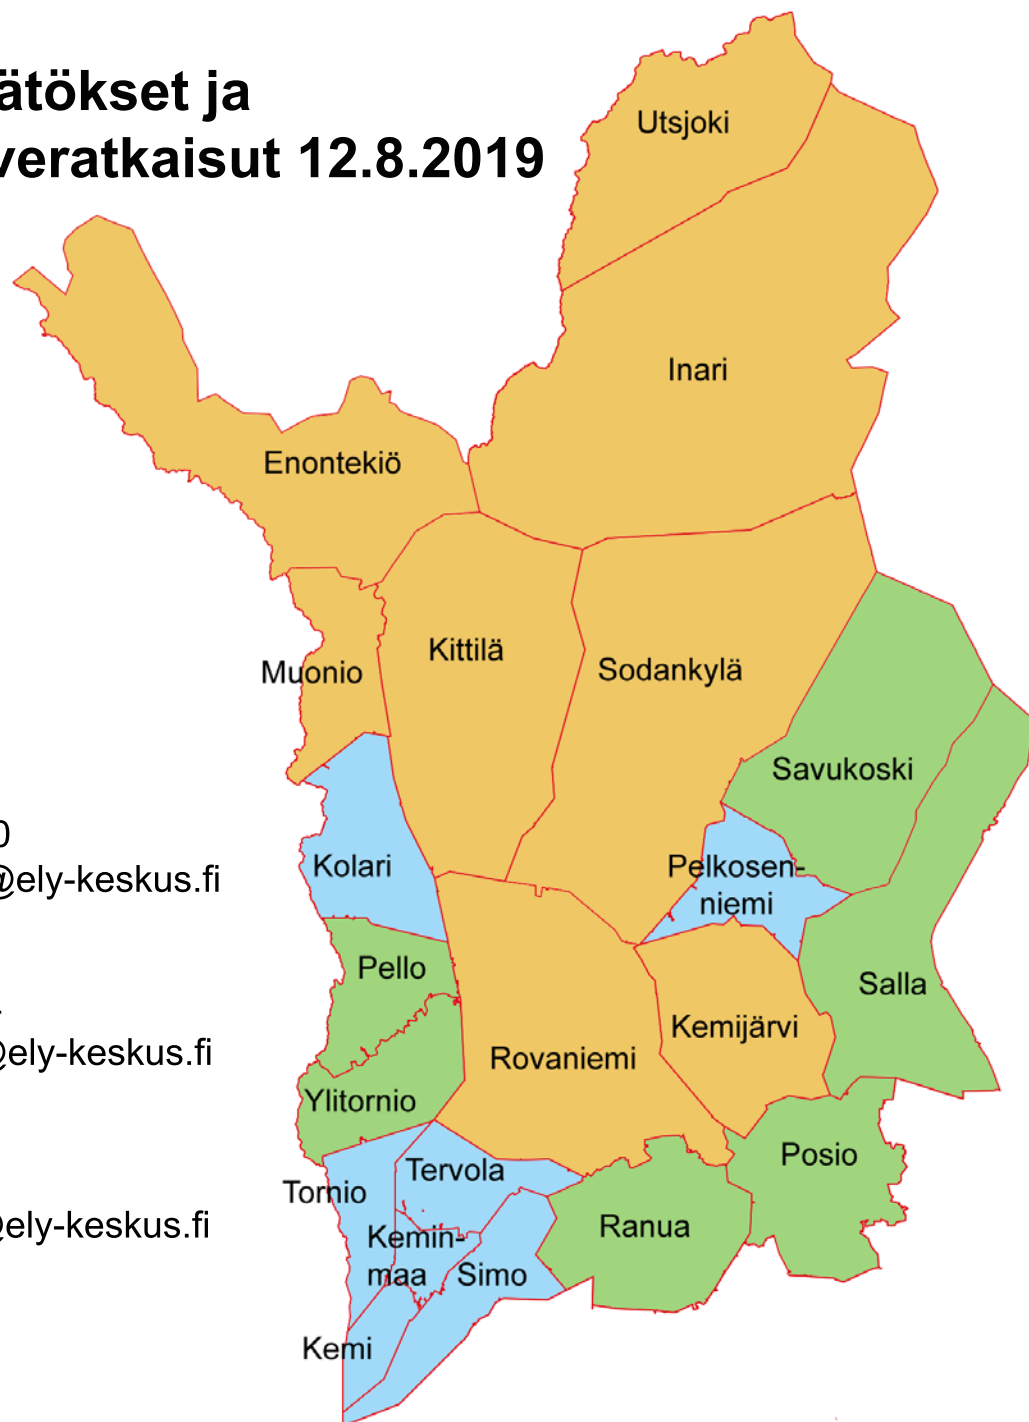 ätökset ja
veratkaisut 12.8.2019
Utsjoki
Inari
Enontekiö
Kittilä
Muonio
Sodankylä
Savukoski
0
@ely-keskus.fi
Kolari
Pelkosen-
niemi
Pello
Salla
Kemijärvi
@ely-keskus.fi
Rovaniemi
Ylitornio
Posio
Tervola
Tornio
@ely-keskus.fi
Ranua
Kemin-
maa
Simo
Kemi